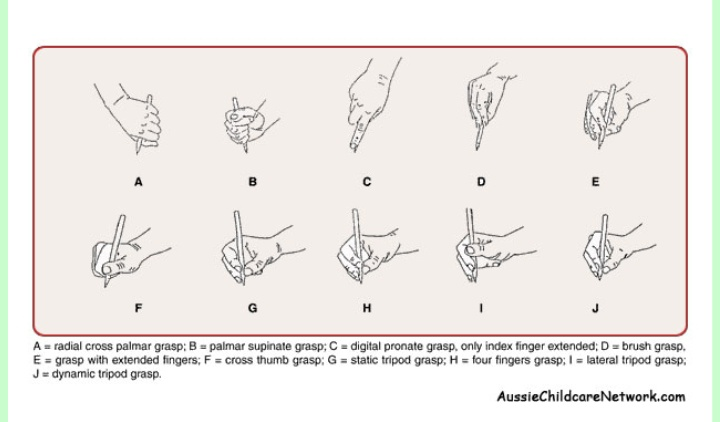 A B C D E
F G H I J
A = radial cross palmar grasp; B = palmar supinate grasp; C = digital pronate grasp, only index finger extended; D = brush grasp,
E = grasp with extended fingers; F = cross thumb grasp; G = static tripod grasp; H = four fingers grasp; I = lateral tripod grasp;
J = dynamic tripod grasp.
AussieChildcareNetwork.com